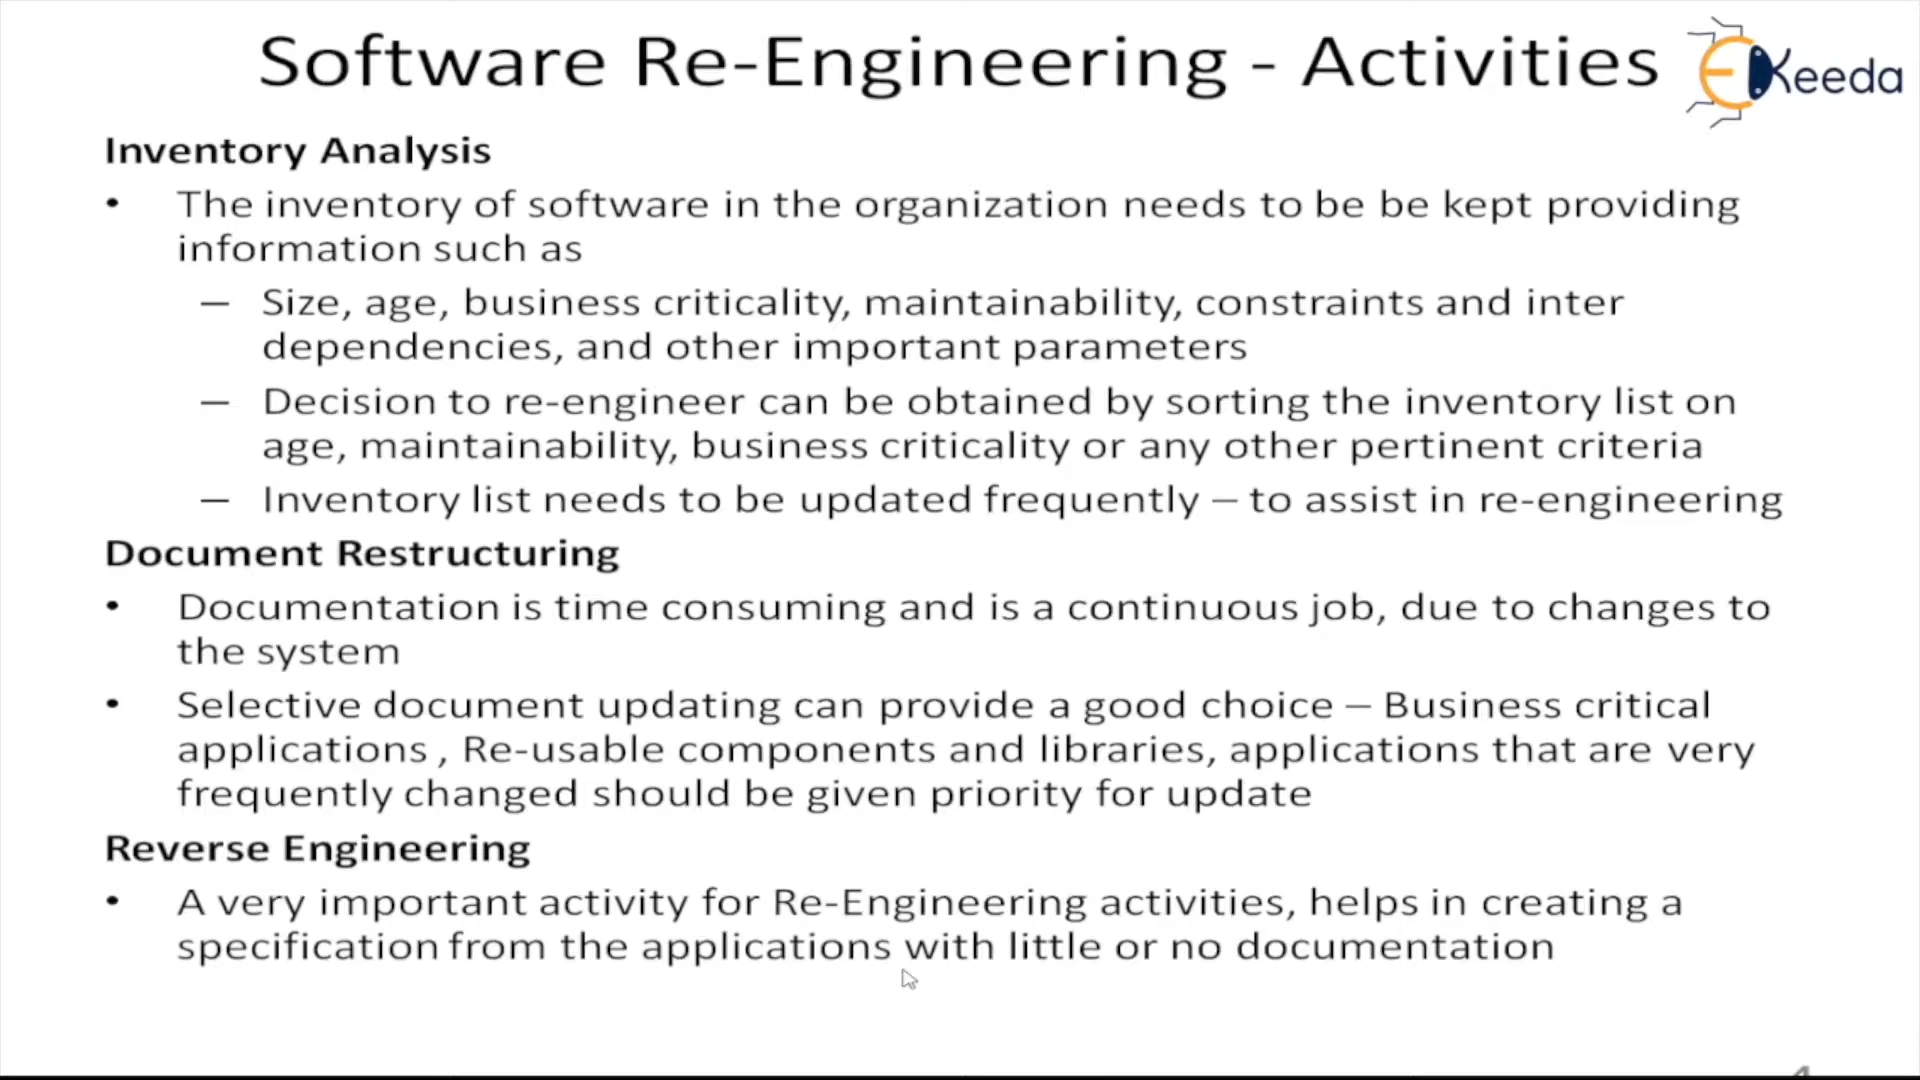 Software Re-Engineering - Activities
EKeeda
Inventory Analysis
• The inventory of software in the organization needs to be be kept providing
information such as
– Size, age, business criticality, maintainability, constraints and inter
dependencies, and other important parameters
– Decision to re-engineer can be obtained by sorting the inventory list on
age, maintainability, business criticality or any other pertinent criteria
– Inventory list needs to be updated frequently – to assist in re-engineering
Document Restructuring
• Documentation is time consuming and is a continuous job, due to changes to
the system
• Selective document updating can provide a good choice – Business critical
applications , Re-usable components and libraries, applications that are very
frequently changed should be given priority for update
Reverse Engineering
• A very important activity for Re-Engineering activities, helps in creating a
specification from the applications with little or no documentation